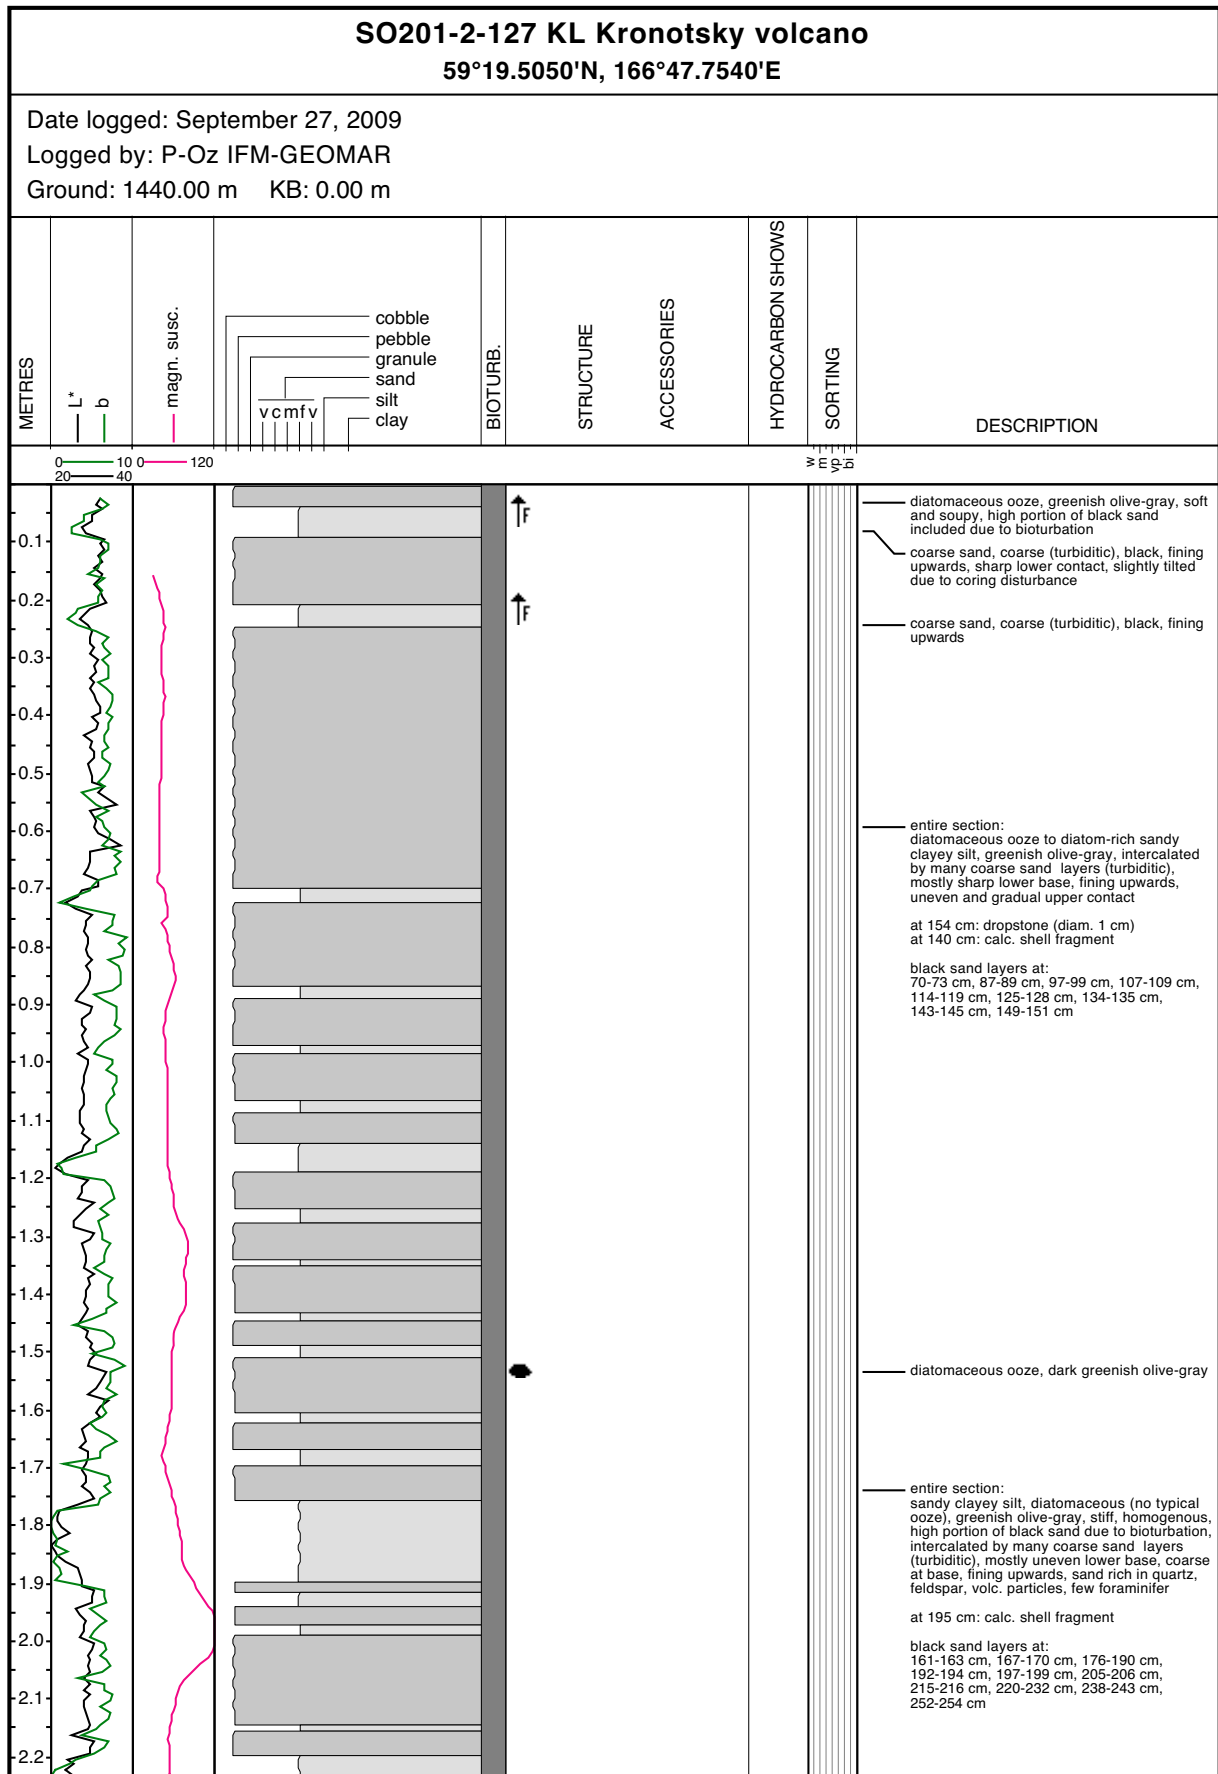 SO201-2-127 KL Kronotsky volcano
59°19.5050'N, 166°47.7540'E
Date logged: September 27, 2009
Logged by: P-Oz IFM-GEOMAR
Ground: 1440.00 m KB: 0.00 m
METRES
L*
b
magn. susc.
cobble
pebble
granule
sand
silt
clay
v c m f v
BIOTURB.
STRUCTURE
ACCESSORIES
HYDROCARBON SHOWS
SORTING
DESCRIPTION
0 10 0 120
20 40
w m vp bi
F
F
0.1
0.2
0.3
0.4
0.5
0.6
0.7
0.8
0.9
1.0
1.1
1.2
1.3
1.4
1.5
1.6
1.7
1.8
1.9
2.0
2.1
2.2
diatomaceous ooze, greenish olive-gray, soft
and soupy, high portion of black sand
included due to bioturbation
coarse sand, coarse (turbiditic), black, fining
upwards, sharp lower contact, slightly tilted
due to coring disturbance
coarse sand, coarse (turbiditic), black, fining
upwards
entire section:
diatomaceous ooze to diatom-rich sandy
clayey silt, greenish olive-gray, intercalated
by many coarse sand layers (turbiditic),
mostly sharp lower base, fining upwards,
uneven and gradual upper contact
at 154 cm: dropstone (diam. 1 cm)
at 140 cm: calc. shell fragment
black sand layers at:
70-73 cm, 87-89 cm, 97-99 cm, 107-109 cm,
114-119 cm, 125-128 cm, 134-135 cm,
143-145 cm, 149-151 cm
diatomaceous ooze, dark greenish olive-gray
entire section:
sandy clayey silt, diatomaceous (no typical
ooze), greenish olive-gray, stiff, homogenous,
high portion of black sand due to bioturbation,
intercalated by many coarse sand layers
(turbiditic), mostly uneven lower base, coarse
at base, fining upwards, sand rich in quartz,
feldspar, volc. particles, few foraminifer
at 195 cm: calc. shell fragment
black sand layers at:
161-163 cm, 167-170 cm, 176-190 cm,
192-194 cm, 197-199 cm, 205-206 cm,
215-216 cm, 220-232 cm, 238-243 cm,
252-254 cm